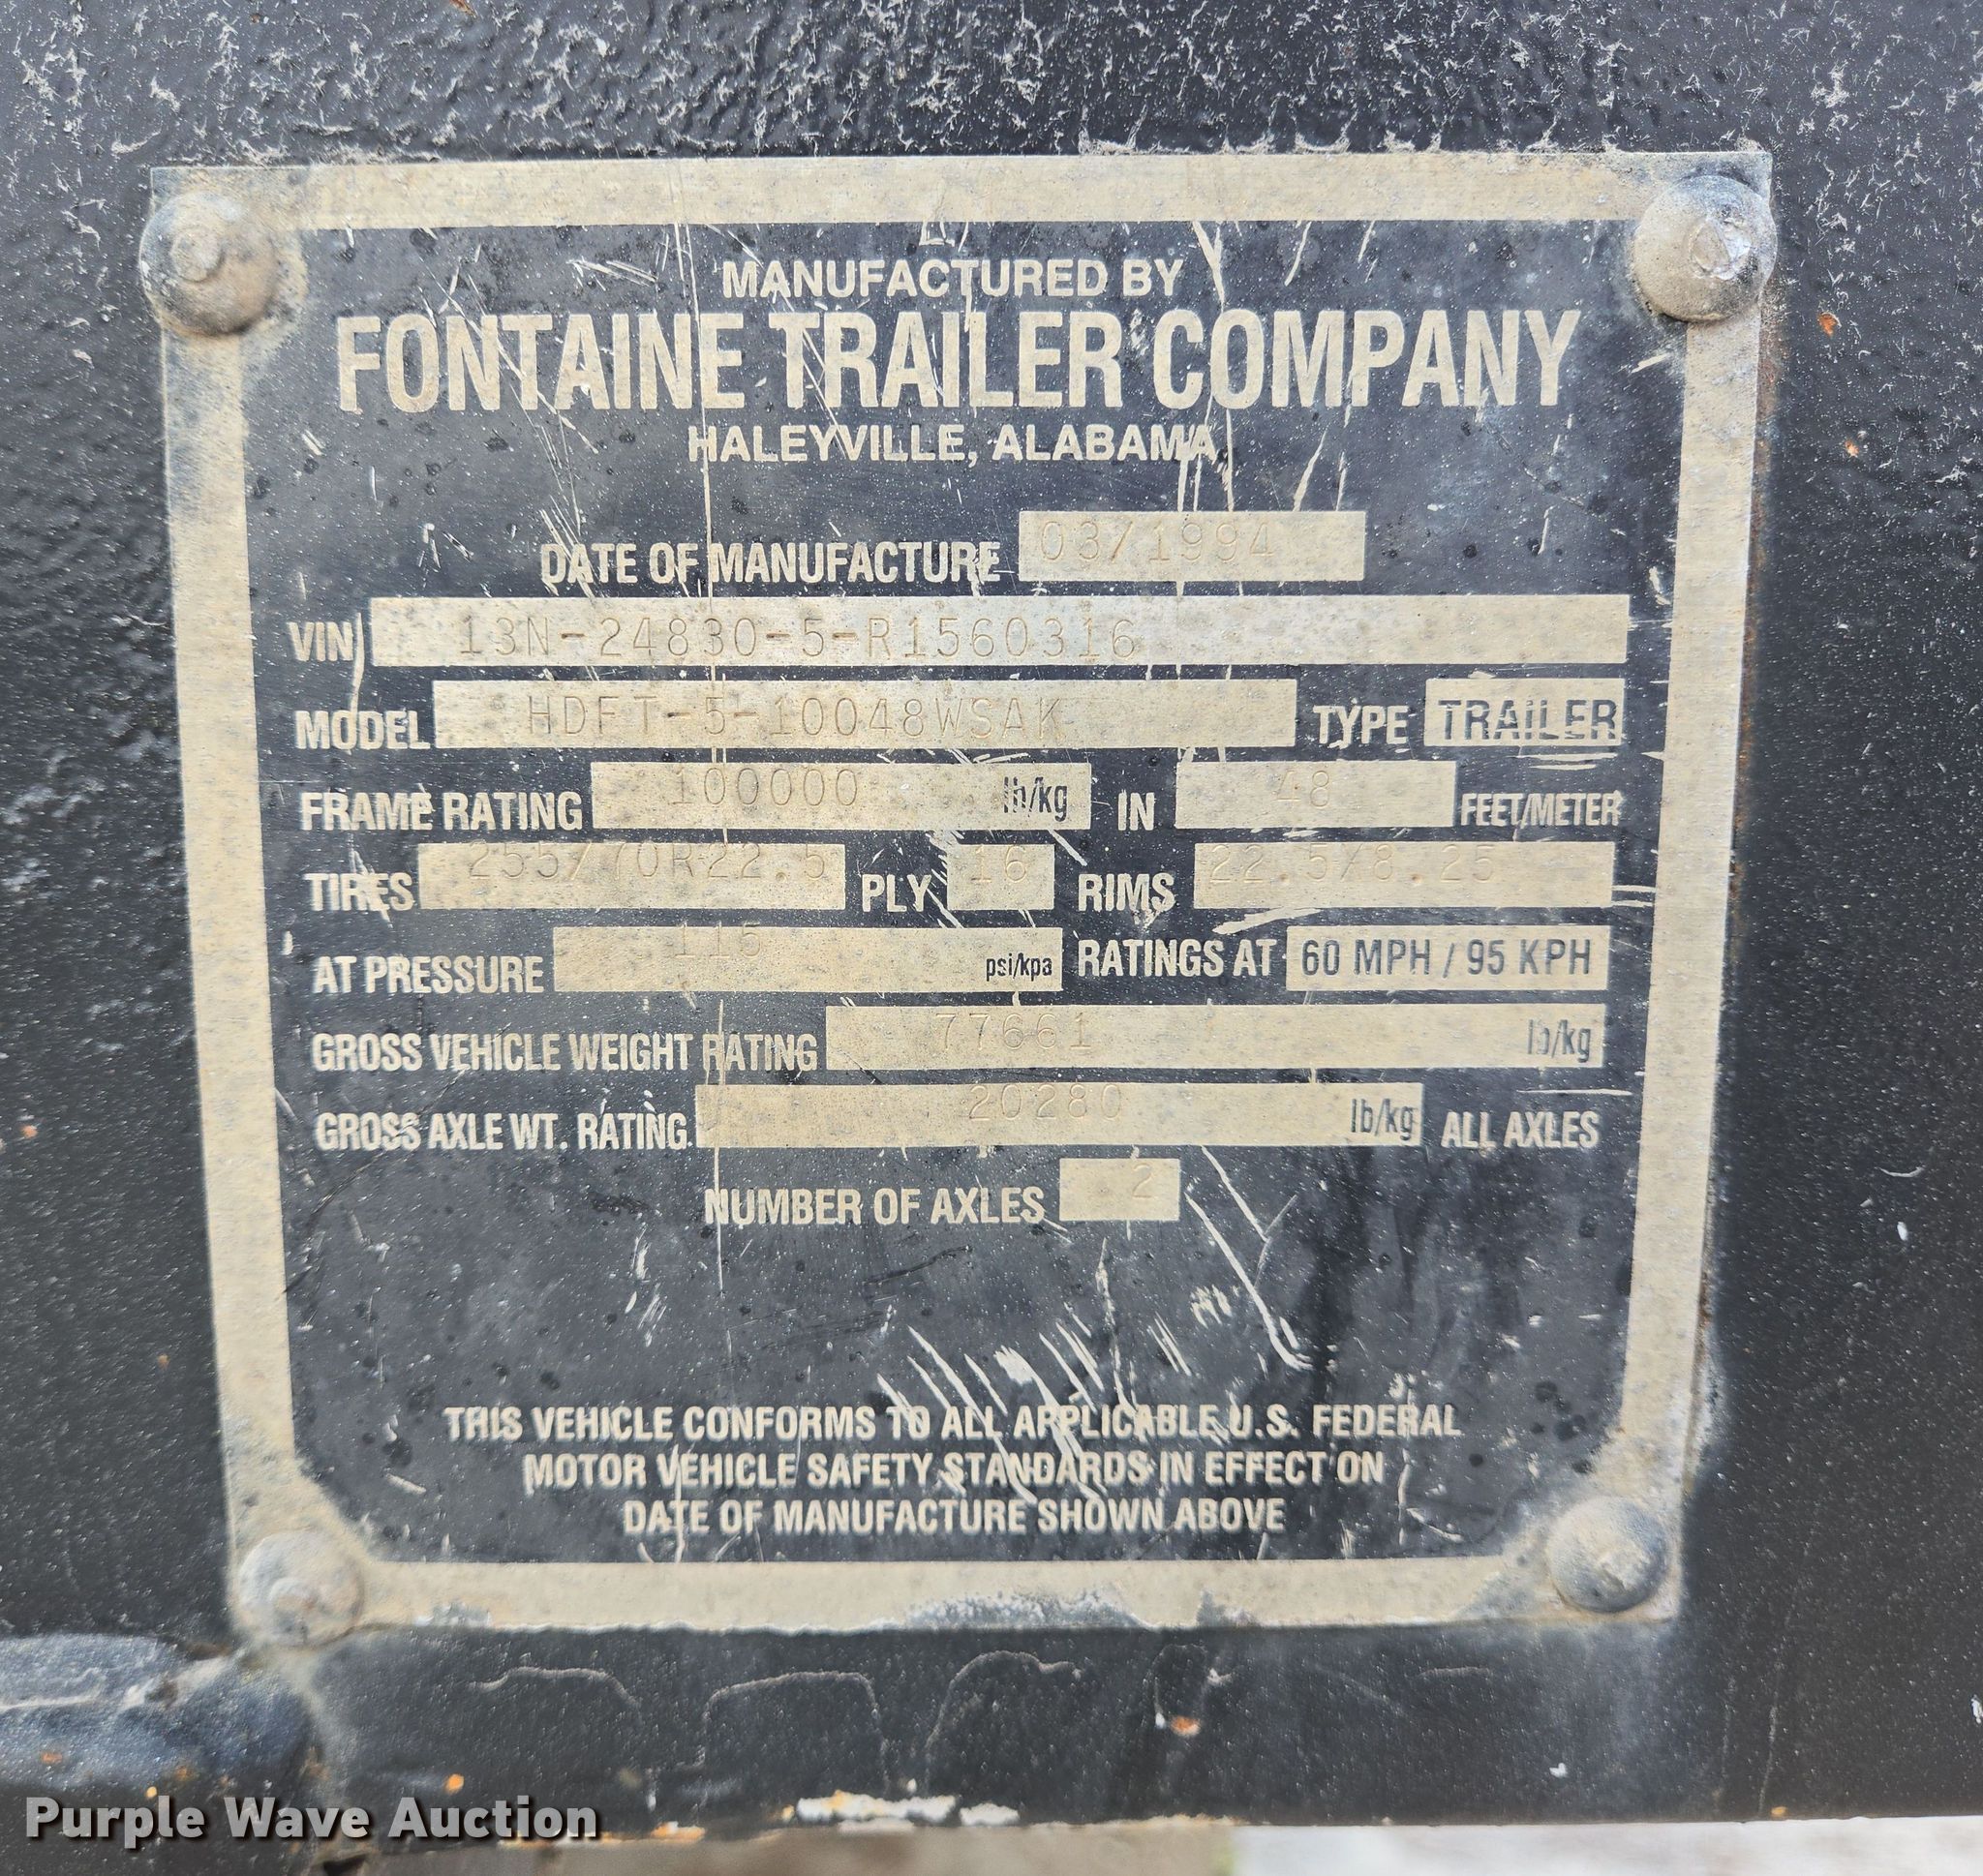 MANUFACTURED BY
FONTAINE TRAILER COMPANY
HALEYVILLE, ALABAMA
DATE OF MANUFACTURE 03/1994
VIN 13N-24830-5-R1560316
MODEL HDFT-5-10048WSAK TYPE TRAILER
FRAME RATING 100000 lb/kg IN 48 FEET/METER
TIRES 255/70R22.5 PLY 16 RIMS 22.5/8.25
AT PRESSURE 115 psi/kpa RATINGS AT 60 MPH / 95 KPH
GROSS VEHICLE WEIGHT RATING 77661 lb/kg
GROSS AXLE WT. RATING 20280 lb/kg ALL AXLES
NUMBER OF AXLES 2
THIS VEHICLE CONFORMS TO ALL APPLICABLE U.S. FEDERAL
MOTOR VEHICLE SAFETY STANDARDS IN EFFECT ON
DATE OF MANUFACTURE SHOWN ABOVE
Purple Wave Auction